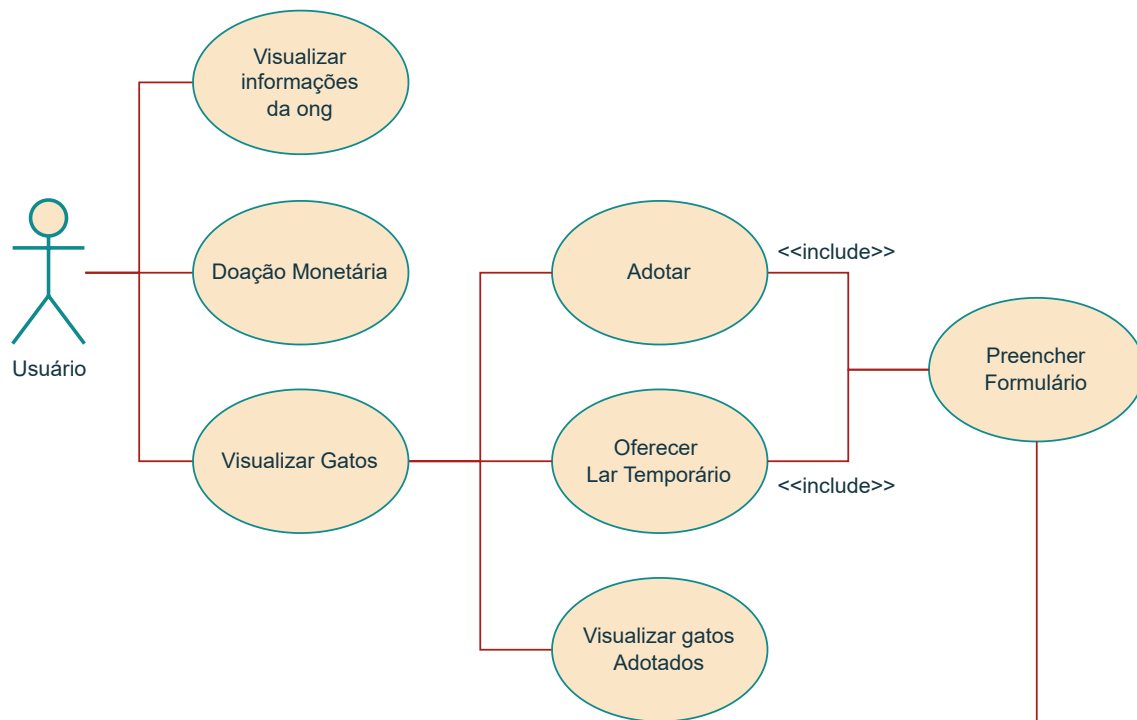 Visualizar
informações
da ong
Doação Monetária
Adotar
<<include>>
Usuário
Preencher
Formulário
Visualizar Gatos
Oferecer
Lar Temporário
<<include>>
Visualizar gatos
Adotados